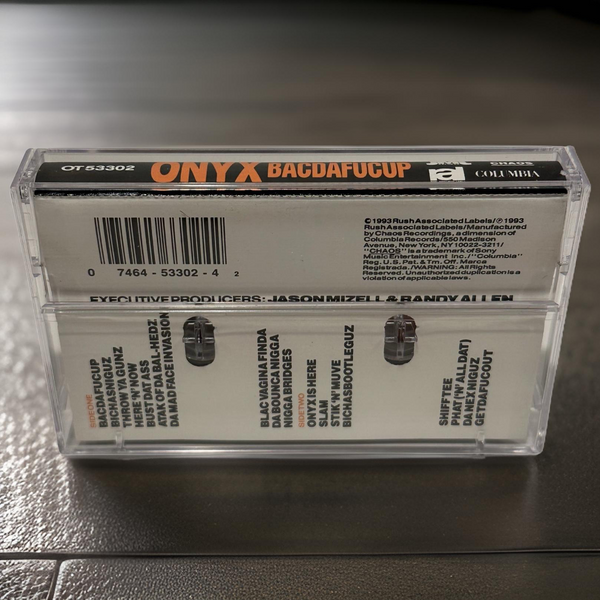 OT 53302 ONYX BACDAFUCUP CHAOS COLUMBIA
0 7464-53302-4 2
©1993 Rush Associated Labels/℗1993
Rush Associated Labels/Manufactured
by Chaos Recordings, a dimension of
Columbia Records/550 Madison
Avenue, New York, NY 10022-3211/
"CHAOS" is a trademark of Sony
Music Entertainment Inc./"Columbia"
Reg. U.S. Pat. & Tm. Off. Marca
Registrada./WARNING: All Rights
Reserved. Unauthorized duplication is a
violation of applicable laws.
EXECUTIVE PRODUCERS: JASON MIZELL & RANDY ALLEN
SIDE ONE
BACDAFUCUP
BICHASNIGUZ
THROW YA GUNZ
HERE 'N' NOW
BUST DAT ASS
ATAK OF DA BAL-HEDZ
DA MAD FACE INVASION
BLAC VAGINA FINDA
DA BOUNCA NIGGA
NIGGA BRIDGES
SIDE TWO
ONYX IS HERE
SLAM
STIK 'N' MUVE
BICHASBOOTLEGUZ
SHIFFTEE
PHAT ('N' ALL DAT)
DA NEX NIGUZ
GETDAFUCOUT